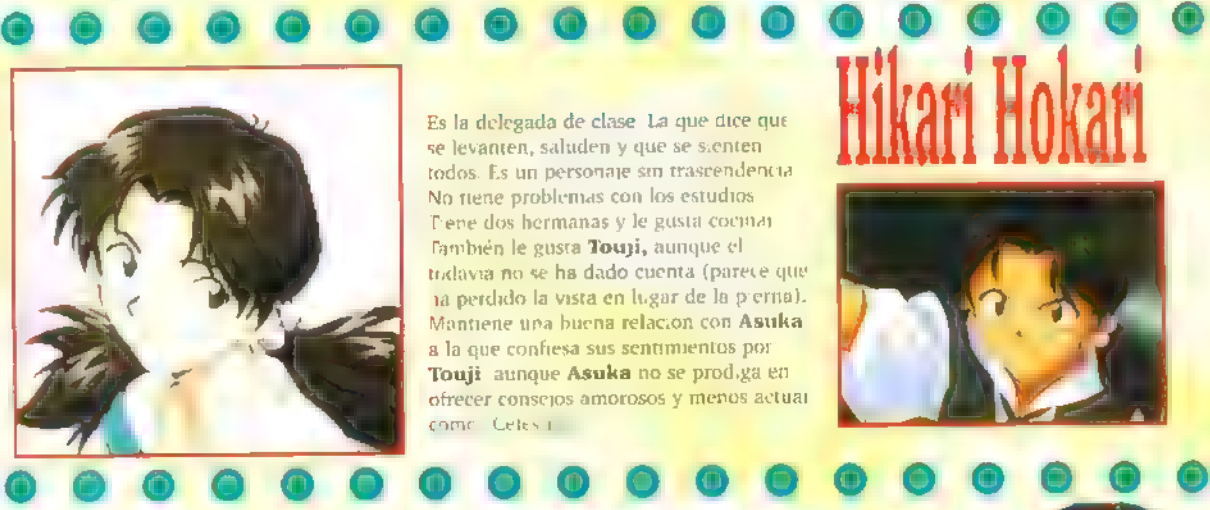 Hikari Hokari
Es la delegada de clase La que dice que
se levanten, saluden y que se sienten
todos. Es un personaje sin trascendencia
No tiene problemas con los estudios
Tiene dos hermanas y le gusta cocinar
También le gusta Touji, aunque el
todavia no se ha dado cuenta (parece que
ha perdido la vista en lugar de la pierna).
Mantiene una buena relacion con Asuka
a la que confiesa sus sentimientos por
Touji aunque Asuka no se prodiga en
ofrecer consejos amorosos y menos actuar
como